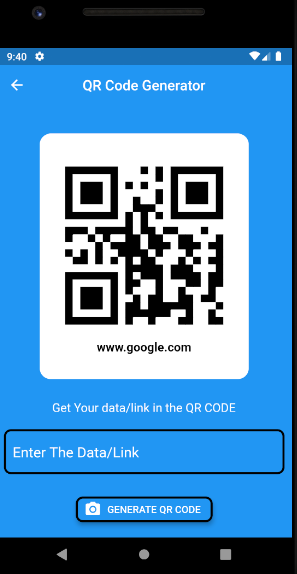 9:40
QR Code Generator
www.google.com
Get Your data/link in the QR CODE
Enter The Data/Link
GENERATE QR CODE